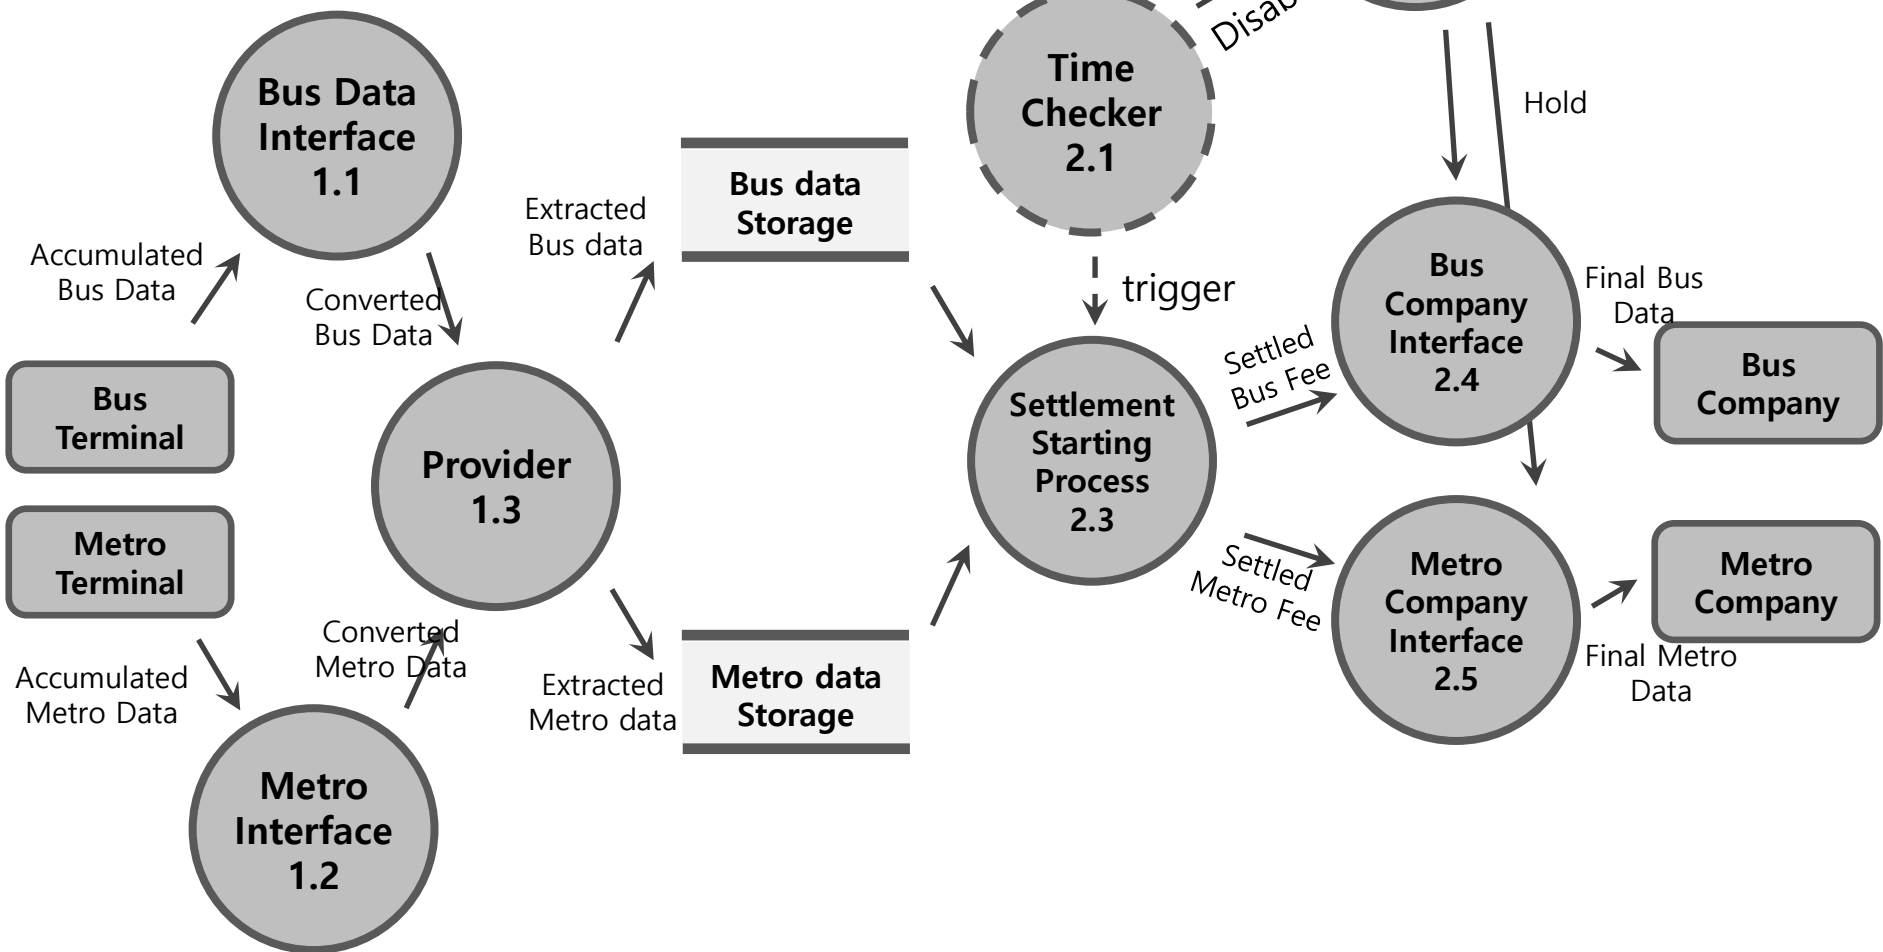 Bus Data
Interface
1.1
Accumulated
Bus Data
Converted
Bus Data
Bus
Terminal
Metro
Terminal
Provider
1.3
Accumulated
Metro Data
Converted
Metro Data
Metro
Interface
1.2
Extracted
Bus data
Bus data
Storage
Extracted
Metro data
Metro data
Storage
Time
Checker
2.1
trigger
Settlement
Starting
Process
2.3
Hold
Settled
Bus Fee
Settled
Metro Fee
Bus
Company
Interface
2.4
Final Bus
Data
Bus
Company
Metro
Company
Interface
2.5
Metro
Company
Final Metro
Data